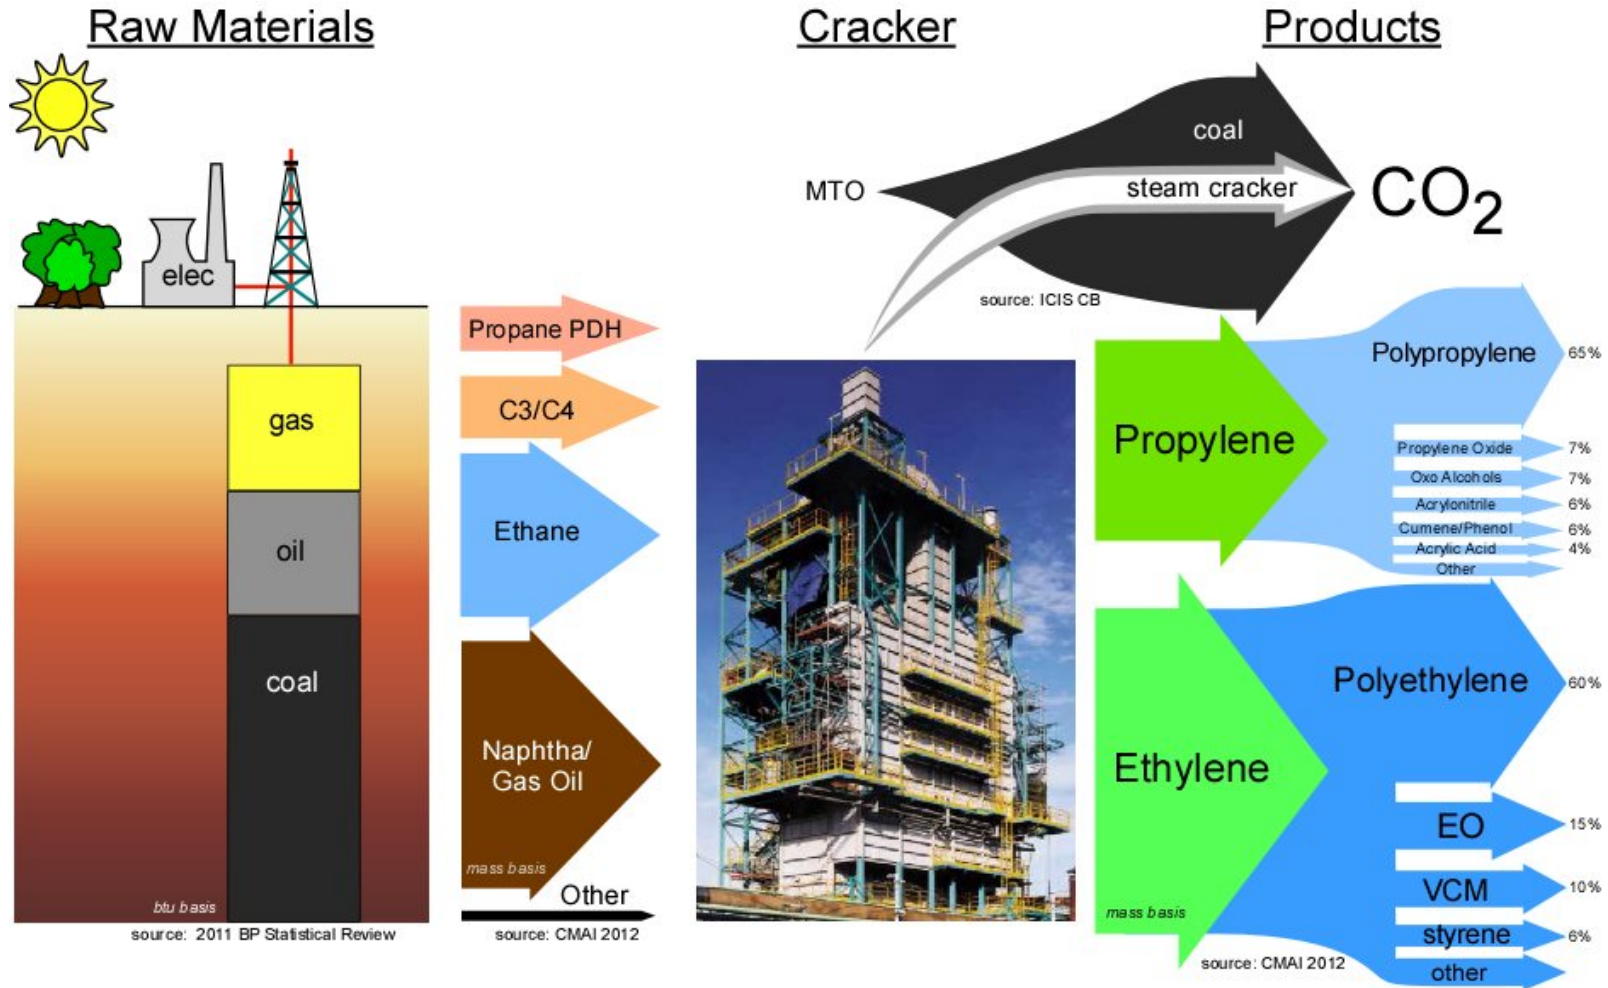 Raw Materials
Cracker
Products
elec
gas
oil
coal
btu basis
source: 2011 BP Statistical Review
Propane PDH
C3/C4
Ethane
Naphtha/
Gas Oil
mass basis
Other
source: CMAI 2012
MTO
coal
steam cracker
CO2
source: ICIS CB
Propylene
Polypropylene
65%
Propylene Oxide
7%
Oxo Alcohols
7%
Acrylonitrile
6%
Cumene/Phenol
6%
Acrylic Acid
4%
Other
Ethylene
mass basis
Polyethylene
60%
EO
15%
VCM
10%
styrene
6%
other
source: CMAI 2012